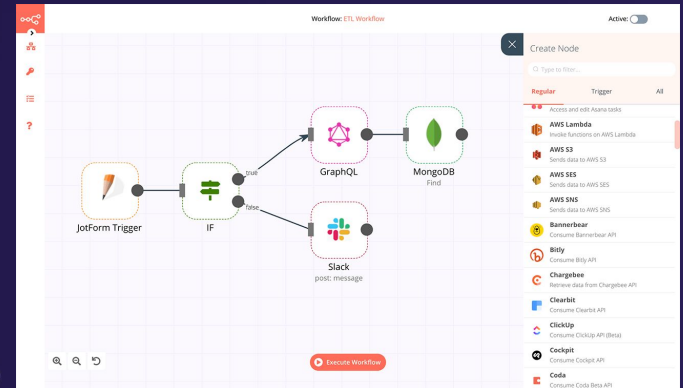 Workflow: ETL Workflow
Active:
Create Node
Type to filter...
Regular
Trigger
All
Access and edit Asana tasks
AWS Lambda
Invoke functions on AWS Lambda
AWS S3
Sends data to AWS S3
AWS SES
Sends data to AWS SES
AWS SNS
Sends data to AWS SNS
Bannerbear
Consume Bannerbear API
Bitly
Consume Bitly API
Chargebee
Retrieve data from Chargebee API
Clearbit
Consume Clearbit API
ClickUp
Consume ClickUp API (Beta)
Cockpit
Consume Cockpit API
Coda
Consume Coda Beta API
JotForm Trigger
IF
true
false
GraphQL
MongoDB
Find
Slack
post: message
Execute Workflow